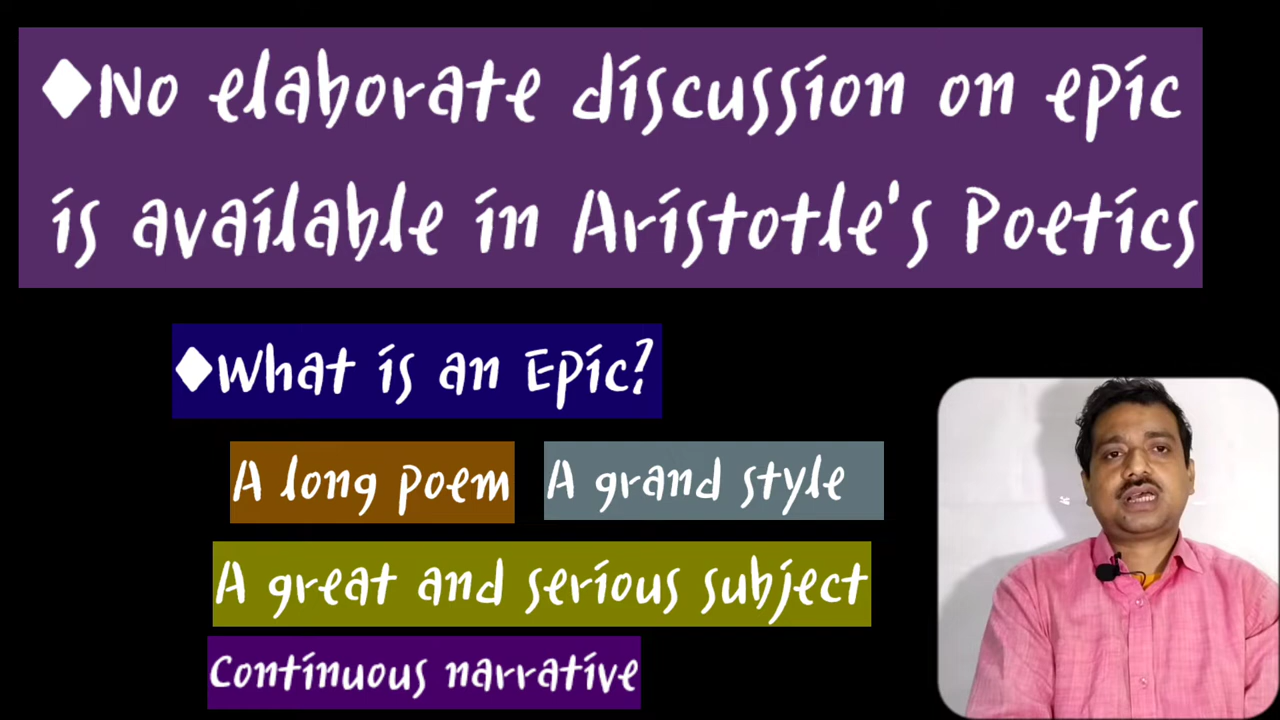 ◆No elaborate discussion on epic
is available in Aristotle's Poetics
◆What is an Epic?
A long poem
A grand style
A great and serious subject
Continuous narrative